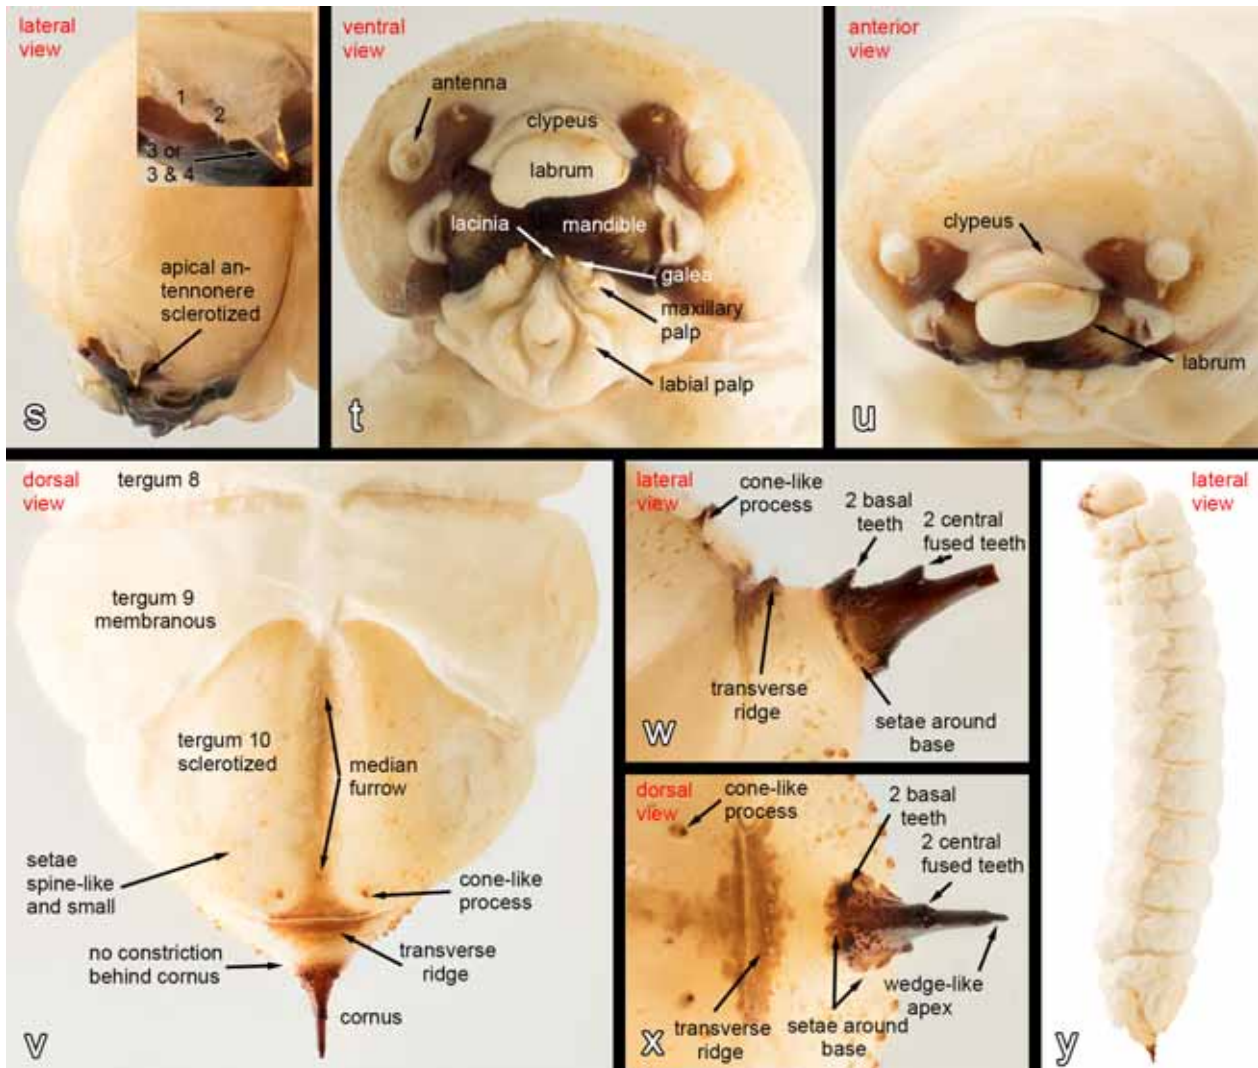 lateral
view
1
2
3 or
3 & 4
apical an-
tennonere
sclerotized
s
ventral
view
antenna
clypeus
labrum
lacinia
mandible
galea
maxillary
palp
labial palp
t
anterior
view
clypeus
labrum
u
dorsal
view
tergum 8
tergum 9
membranous
tergum 10
sclerotized
median
furrow
setae
spine-like
and small
cone-like
process
no constriction
behind cornus
transverse
ridge
cornus
v
lateral
view
cone-like
process
2 basal
teeth
2 central
fused teeth
transverse
ridge
setae around
base
w
dorsal
view
cone-like
process
2 basal
teeth
2 central
fused teeth
wedge-like
apex
transverse
ridge
setae around
base
x
lateral
view
y